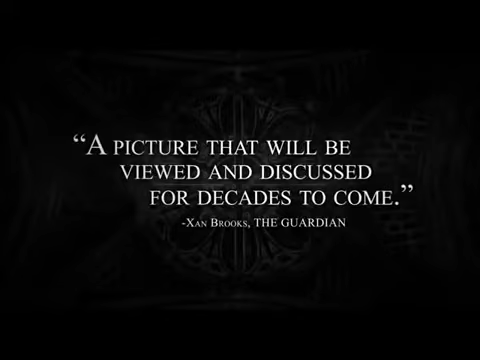 “A PICTURE THAT WILL BE
VIEWED AND DISCUSSED
FOR DECADES TO COME.”
-XAN BROOKS, THE GUARDIAN